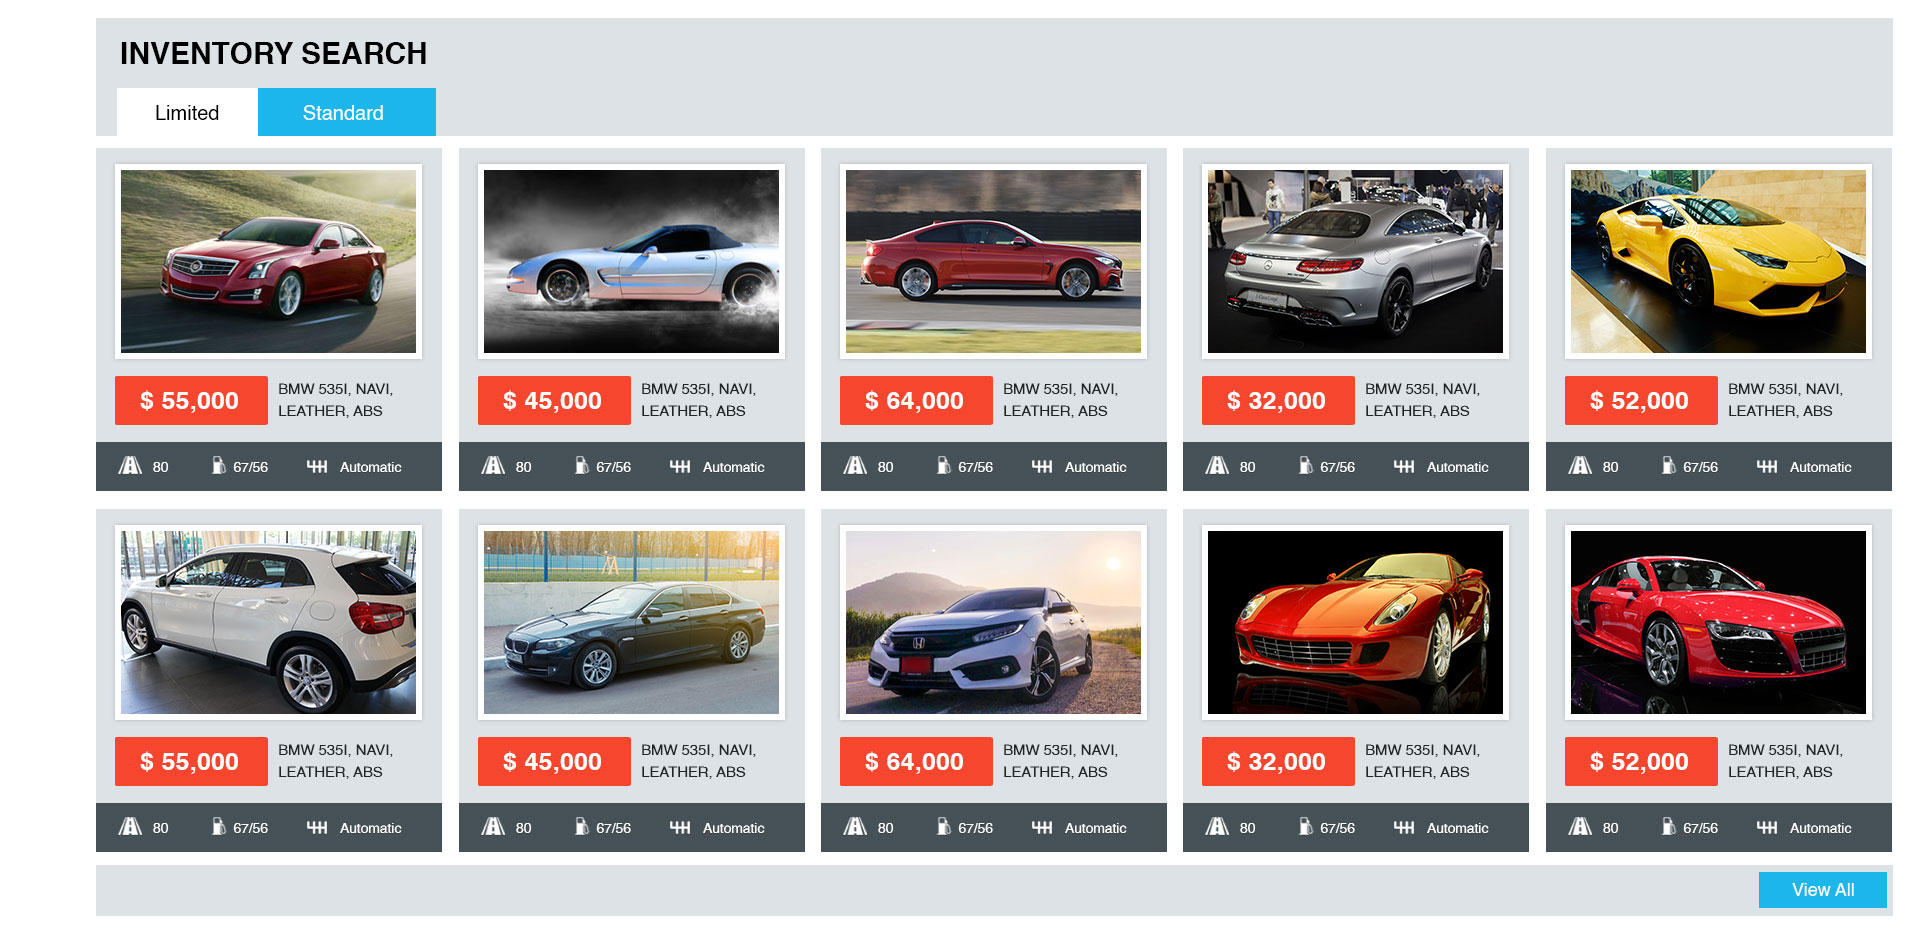 INVENTORY SEARCH
Limited
Standard
$ 55,000
BMW 535I, NAVI,
LEATHER, ABS
80
67/56
Automatic
$ 45,000
BMW 535I, NAVI,
LEATHER, ABS
80
67/56
Automatic
$ 64,000
BMW 535I, NAVI,
LEATHER, ABS
80
67/56
Automatic
$ 32,000
BMW 535I, NAVI,
LEATHER, ABS
80
67/56
Automatic
$ 52,000
BMW 535I, NAVI,
LEATHER, ABS
80
67/56
Automatic
$ 55,000
BMW 535I, NAVI,
LEATHER, ABS
80
67/56
Automatic
$ 45,000
BMW 535I, NAVI,
LEATHER, ABS
80
67/56
Automatic
$ 64,000
BMW 535I, NAVI,
LEATHER, ABS
80
67/56
Automatic
$ 32,000
BMW 535I, NAVI,
LEATHER, ABS
80
67/56
Automatic
$ 52,000
BMW 535I, NAVI,
LEATHER, ABS
80
67/56
Automatic
View All